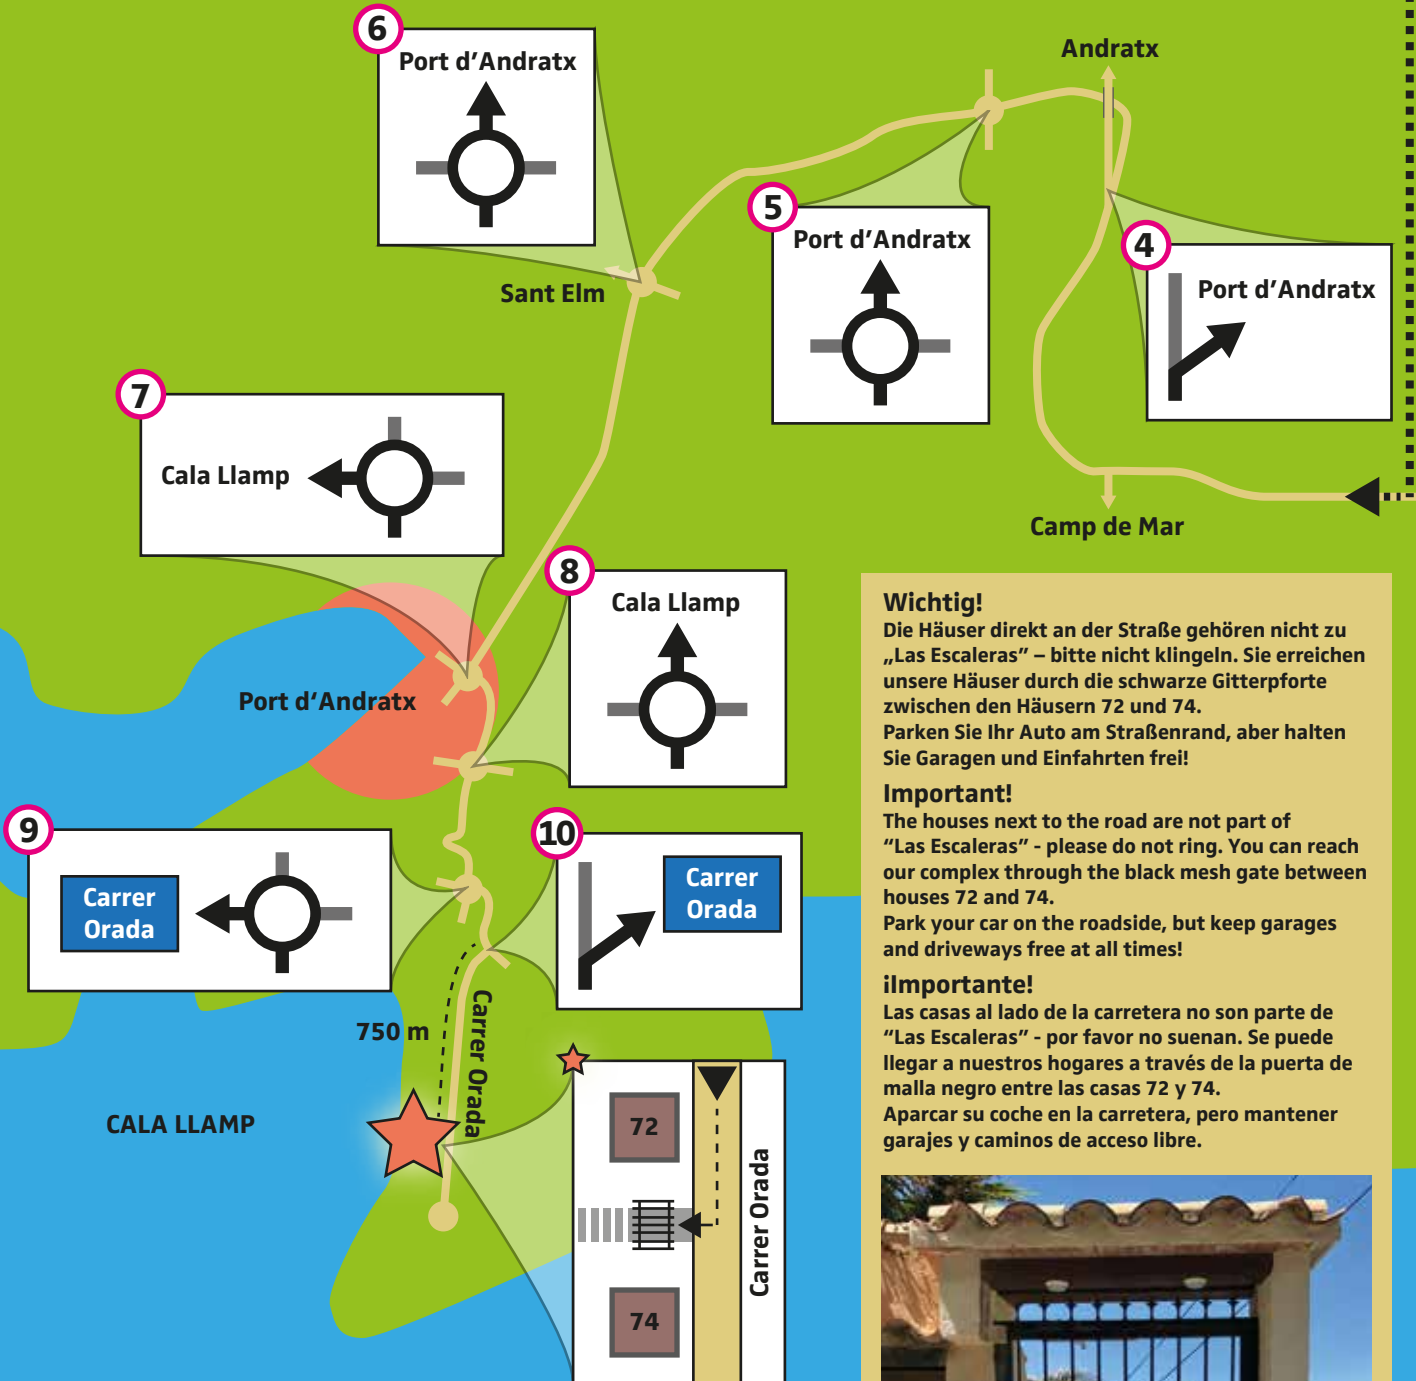 6
Port d’Andratx
Andratx
5
Port d’Andratx
4
Port d’Andratx
Sant Elm
7
Cala Llamp
Camp de Mar
8
Cala Llamp
Port d‘Andratx
9
Carrer
Orada
10
Carrer
Orada
750 m
Carrer Orada
CALA LLAMP
72
74
Carrer Orada
Wichtig!
Die Häuser direkt an der Straße gehören nicht zu
„Las Escaleras” – bitte nicht klingeln. Sie erreichen
unsere Häuser durch die schwarze Gitterpforte
zwischen den Häusern 72 und 74.
Parken Sie Ihr Auto am Straßenrand, aber halten
Sie Garagen und Einfahrten frei!
Important!
The houses next to the road are not part of
“Las Escaleras” - please do not ring. You can reach
our complex through the black mesh gate between
houses 72 and 74.
Park your car on the roadside, but keep garages
and driveways free at all times!
¡Importante!
Las casas al lado de la carretera no son parte de
“Las Escaleras” - por favor no suenan. Se puede
llegar a nuestros hogares a través de la puerta de
malla negro entre las casas 72 y 74.
Aparcar su coche en la carretera, pero mantener
garajes y caminos de acceso libre.